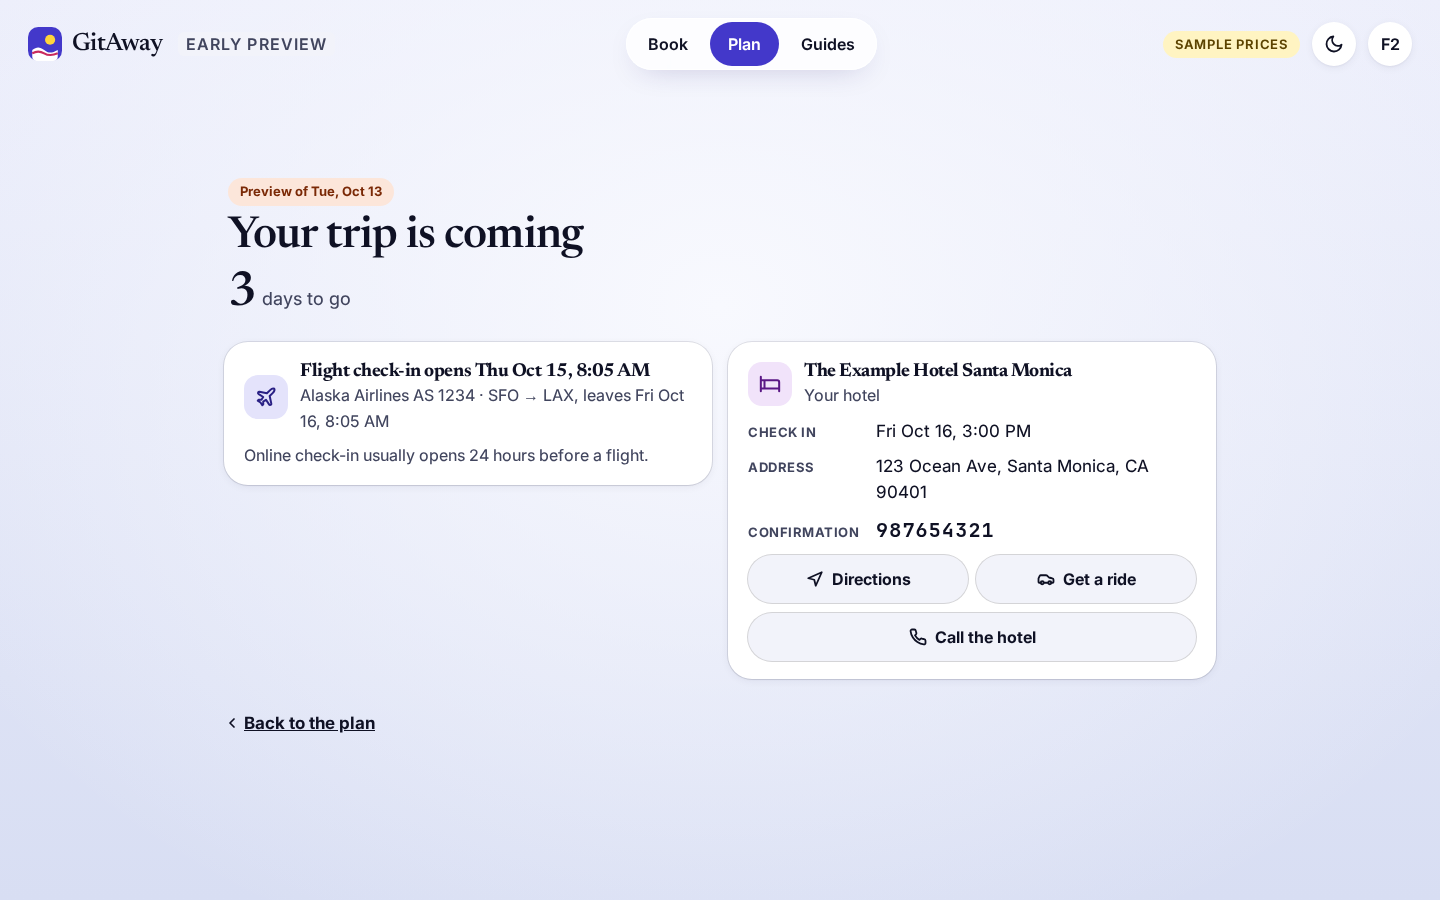 GitAway EARLY PREVIEW
Book Plan Guides
SAMPLE PRICES
F2
Preview of Tue, Oct 13
Your trip is coming
3 days to go
Flight check-in opens Thu Oct 15, 8:05 AM
Alaska Airlines AS 1234 · SFO → LAX, leaves Fri Oct
16, 8:05 AM
Online check-in usually opens 24 hours before a flight.
The Example Hotel Santa Monica
Your hotel
CHECK IN Fri Oct 16, 3:00 PM
ADDRESS 123 Ocean Ave, Santa Monica, CA
90401
CONFIRMATION 987654321
Directions
Get a ride
Call the hotel
Back to the plan